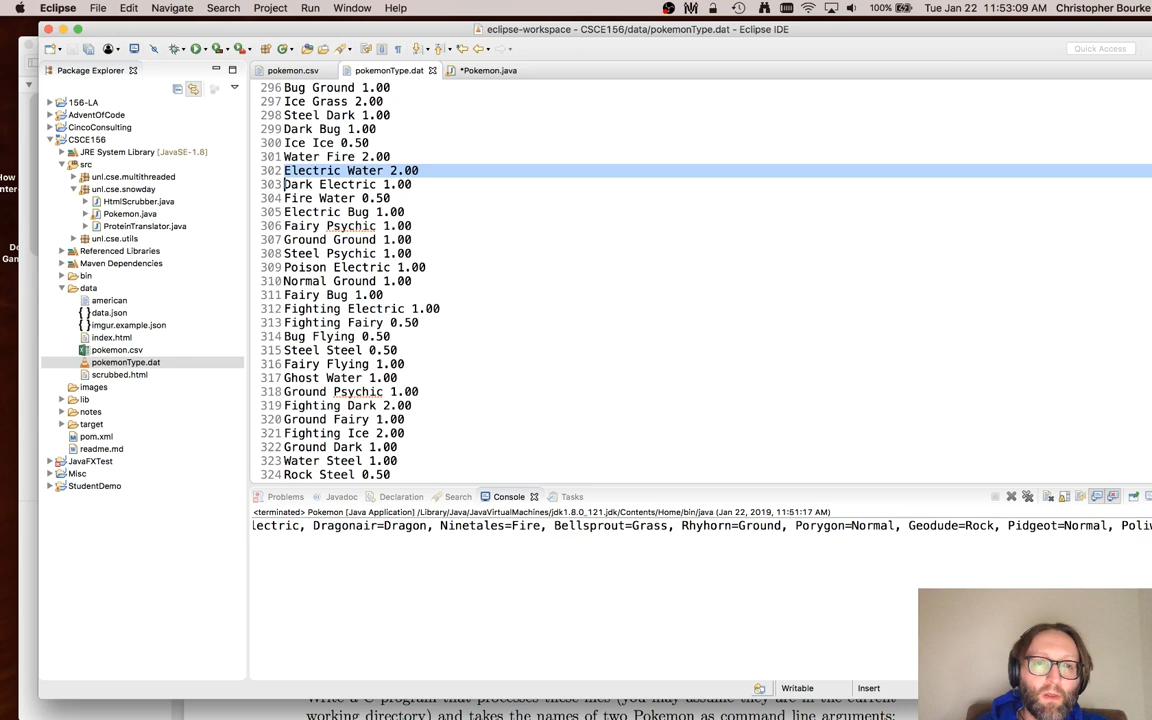 Eclipse File Edit Navigate Search Project Run Window Help 100% Tue Jan 22 11:53:09 AM Christopher Bourke
eclipse-workspace - CSCE156/data/pokemonType.dat - Eclipse IDE
Quick Access
Package Explorer
pokemon.csv pokemonType.dat *Pokemon.java
156-LA
AdventOfCode
CincoConsulting
CSCE156
JRE System Library [JavaSE-1.8]
src
unl.cse.multithreaded
unl.cse.snowday
HtmlScrubber.java
Pokemon.java
ProteinTranslator.java
unl.cse.utils
Referenced Libraries
Maven Dependencies
bin
data
american
data.json
imgur.example.json
index.html
pokemon.csv
pokemonType.dat
scrubbed.html
images
lib
notes
target
pom.xml
readme.md
JavaFXTest
Misc
StudentDemo
How
Gan
296 Bug Ground 1.00
297 Ice Grass 2.00
298 Steel Dark 1.00
299 Dark Bug 1.00
300 Ice Ice 0.50
301 Water Fire 2.00
302 Electric Water 2.00
303 Dark Electric 1.00
304 Fire Water 0.50
305 Electric Bug 1.00
306 Fairy Psychic 1.00
307 Ground Ground 1.00
308 Steel Psychic 1.00
309 Poison Electric 1.00
310 Normal Ground 1.00
311 Fairy Bug 1.00
312 Fighting Electric 1.00
313 Fighting Fairy 0.50
314 Bug Flying 0.50
315 Steel Steel 0.50
316 Fairy Flying 1.00
317 Ghost Water 1.00
318 Ground Psychic 1.00
319 Fighting Dark 2.00
320 Ground Fairy 1.00
321 Fighting Ice 2.00
322 Ground Dark 1.00
323 Water Steel 1.00
324 Rock Steel 0.50
Problems Javadoc Declaration Search Console Tasks
<terminated> Pokemon [Java Application] /Library/Java/JavaVirtualMachines/jdk1.8.0_121.jdk/Contents/Home/bin/java (Jan 22, 2019, 11:51:17 AM)
lectric, Dragonair=Dragon, Ninetales=Fire, Bellsprout=Grass, Rhyhorn=Ground, Porygon=Normal, Geodude=Rock, Pidgeot=Normal, Poliw
Writable Insert
Write a C program that processes these files (you may assume they are in the current
working directory) and takes the names of two Pokemon as command line arguments: